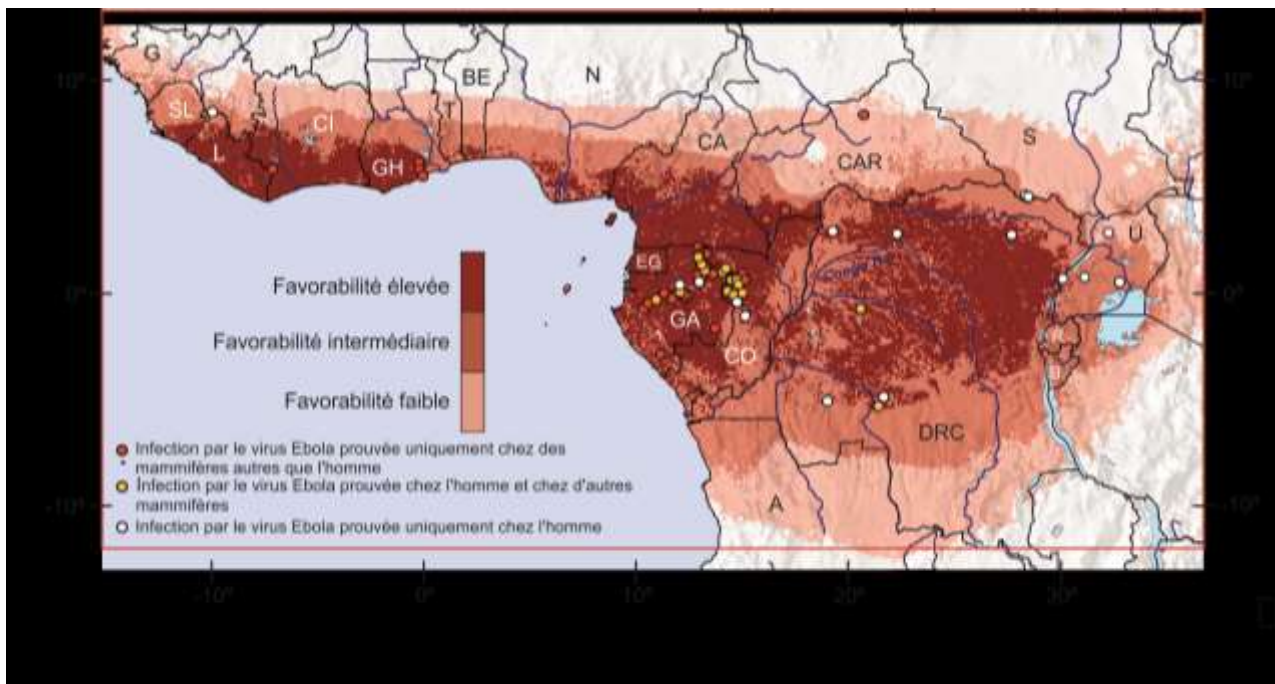 G
BE
N
10°
10°
SL
CI
T
CA
S
L
GH
CAR
U
EG
Favorabilité élevée
0°
GA
Favorabilité intermédiaire
CO
Favorabilité faible
DRC
Infection par le virus Ebola prouvée uniquement chez des
mammifères autres que l'homme
Infection par le virus Ebola prouvée chez l'homme et chez d'autres
mammifères
A
-10°
-10°
Infection par le virus Ebola prouvée uniquement chez l'homme
-10°
0°
10°
20°
30°